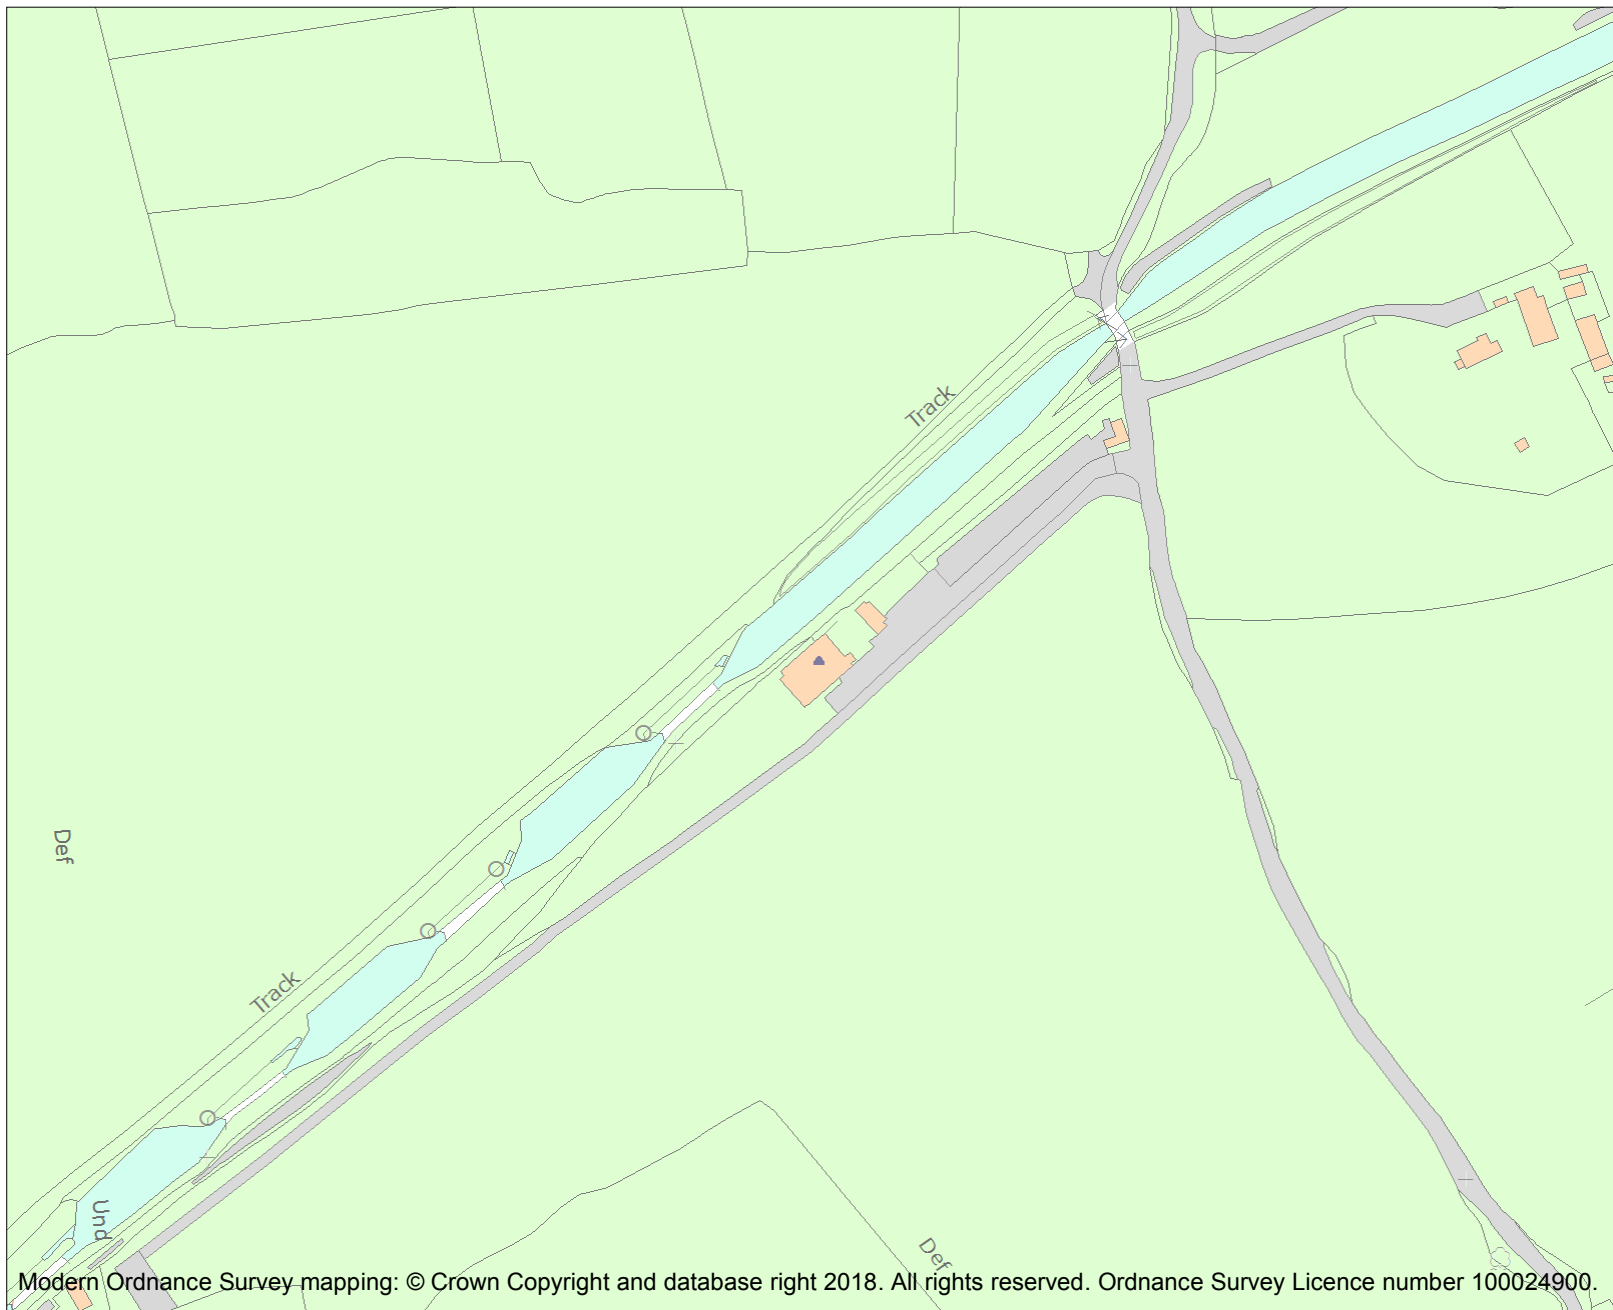 Track
Def
Track
Und
Def
Modern Ordnance Survey mapping: © Crown Copyright and database right 2018. All rights reserved. Ordnance Survey Licence number 100024900.